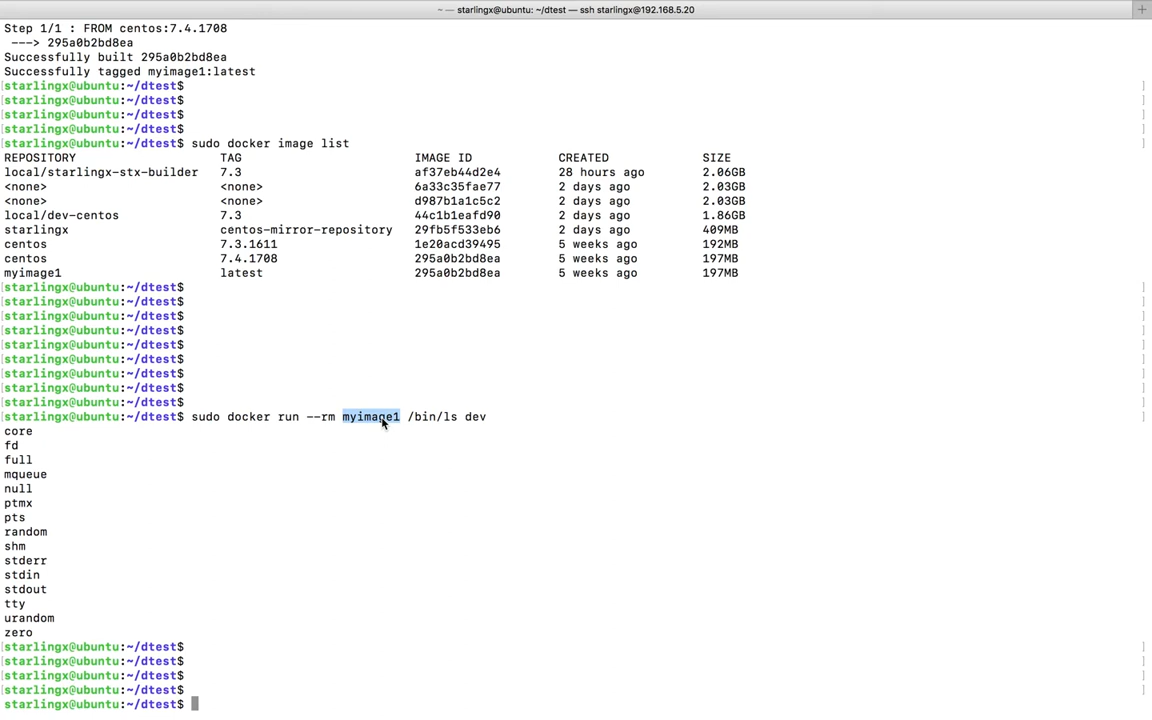 ~ — starlingx@ubuntu: ~/dtest — ssh starlingx@192.168.5.20
Step 1/1 : FROM centos:7.4.1708
 ---> 295a0b2bd8ea
Successfully built 295a0b2bd8ea
Successfully tagged myimage1:latest
[starlingx@ubuntu:~/dtest$ ]
[starlingx@ubuntu:~/dtest$ ]
[starlingx@ubuntu:~/dtest$ ]
[starlingx@ubuntu:~/dtest$ ]
[starlingx@ubuntu:~/dtest$ sudo docker image list ]
REPOSITORY TAG IMAGE ID CREATED SIZE
local/starlingx-stx-builder 7.3 af37eb44d2e4 28 hours ago 2.06GB
<none> <none> 6a33c35fae77 2 days ago 2.03GB
<none> <none> d987b1a1c5c2 2 days ago 2.03GB
local/dev-centos 7.3 44c1b1eafd90 2 days ago 1.86GB
starlingx centos-mirror-repository 29fb5f533eb6 2 days ago 409MB
centos 7.3.1611 1e20acd39495 5 weeks ago 192MB
centos 7.4.1708 295a0b2bd8ea 5 weeks ago 197MB
myimage1 latest 295a0b2bd8ea 5 weeks ago 197MB
[starlingx@ubuntu:~/dtest$ ]
[starlingx@ubuntu:~/dtest$ ]
[starlingx@ubuntu:~/dtest$ ]
[starlingx@ubuntu:~/dtest$ ]
[starlingx@ubuntu:~/dtest$ ]
[starlingx@ubuntu:~/dtest$ ]
[starlingx@ubuntu:~/dtest$ ]
[starlingx@ubuntu:~/dtest$ ]
[starlingx@ubuntu:~/dtest$ ]
[starlingx@ubuntu:~/dtest$ sudo docker run --rm myimage1 /bin/ls dev ]
core
fd
full
mqueue
null
ptmx
pts
random
shm
stderr
stdin
stdout
tty
urandom
zero
[starlingx@ubuntu:~/dtest$ ]
[starlingx@ubuntu:~/dtest$ ]
[starlingx@ubuntu:~/dtest$ ]
[starlingx@ubuntu:~/dtest$ ]
starlingx@ubuntu:~/dtest$